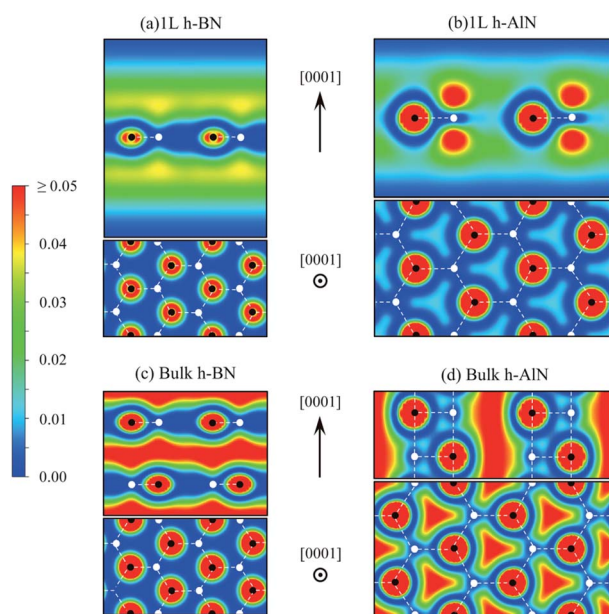 (a)1L h-BN
(b)1L h-AlN
[0001]
≥ 0.05
0.04
0.03
0.02
0.01
0.00
[0001]
(c) Bulk h-BN
(d) Bulk h-AlN
[0001]
[0001]